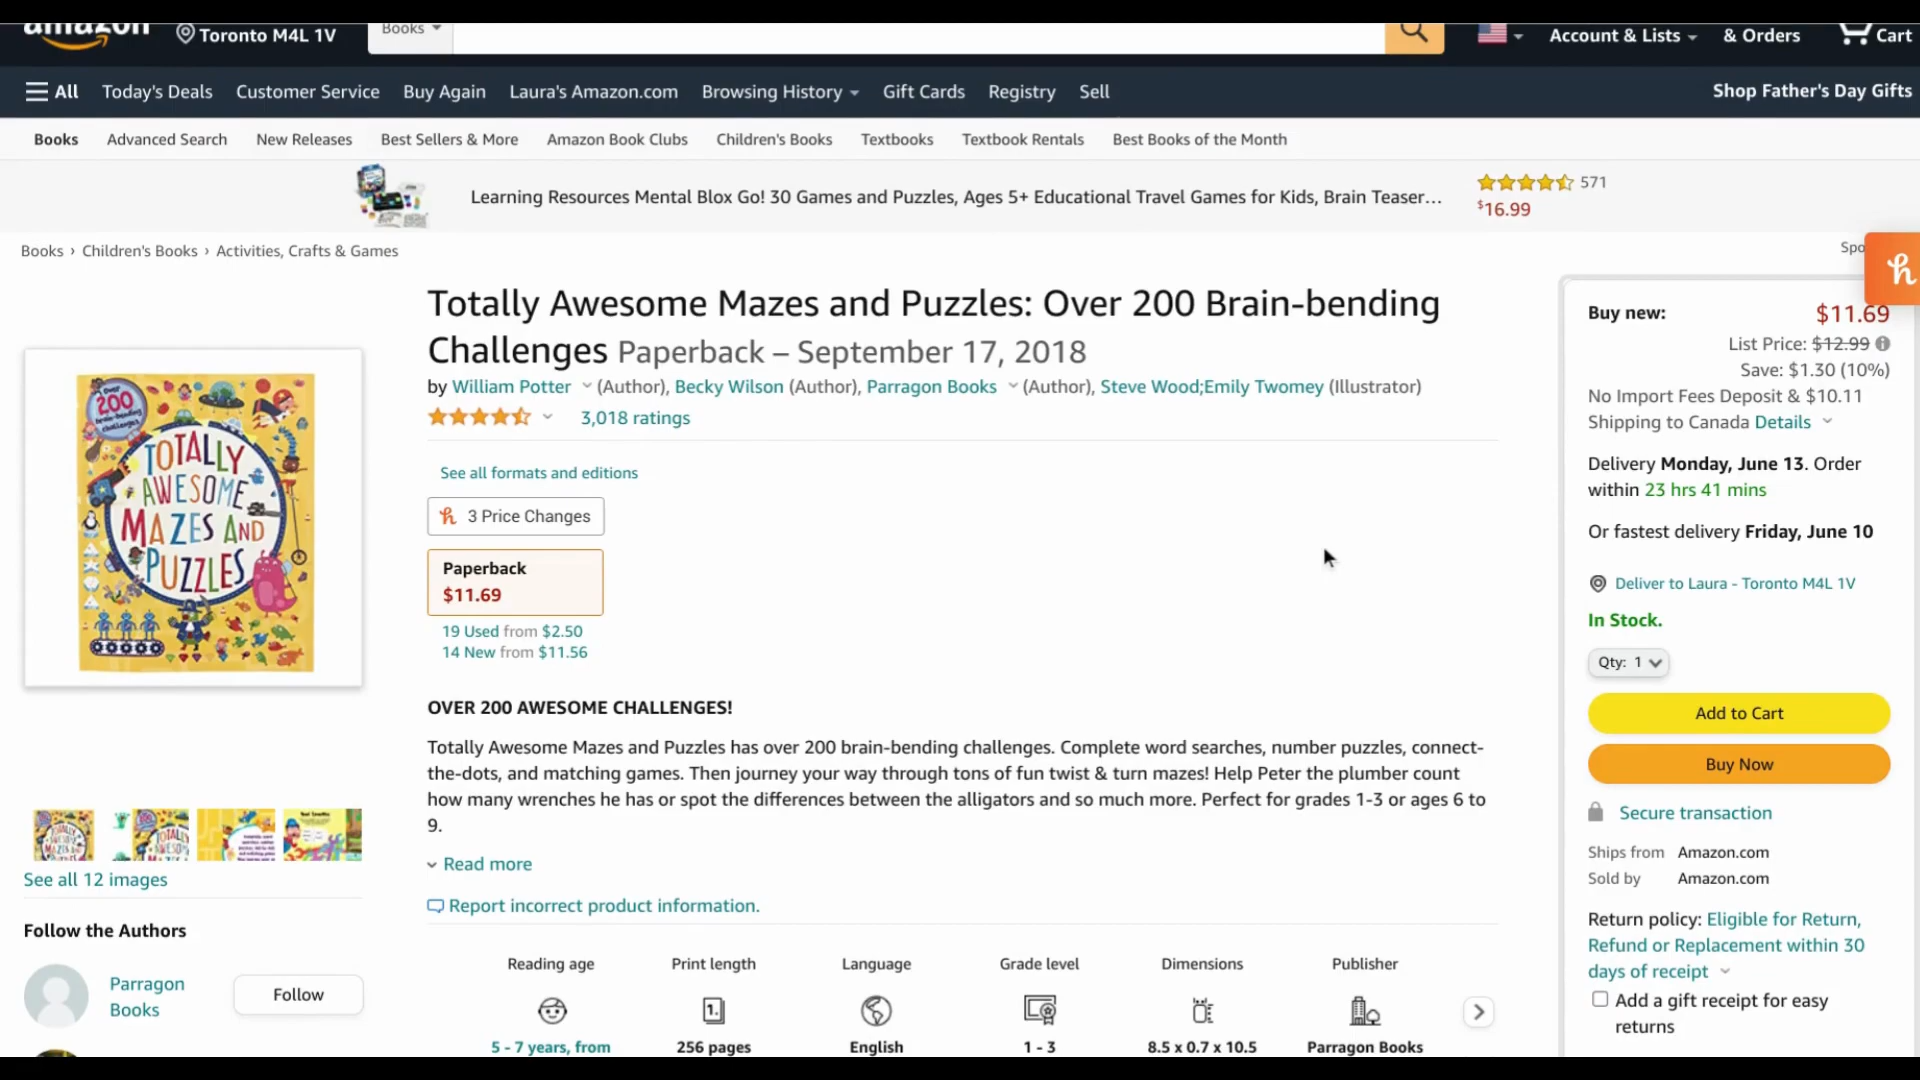 amazon
Toronto M4L 1V
Books
Account & Lists
& Orders
Cart
All
Today's Deals
Customer Service
Buy Again
Laura's Amazon.com
Browsing History
Gift Cards
Registry
Sell
Shop Father's Day Gifts
Books
Advanced Search
New Releases
Best Sellers & More
Amazon Book Clubs
Children's Books
Textbooks
Textbook Rentals
Best Books of the Month
Learning Resources Mental Blox Go! 30 Games and Puzzles, Ages 5+ Educational Travel Games for Kids, Brain Teaser...
571
$16.99
Books › Children's Books › Activities, Crafts & Games
Spo
Totally Awesome Mazes and Puzzles: Over 200 Brain-bending
Challenges Paperback – September 17, 2018
by William Potter (Author), Becky Wilson (Author), Parragon Books (Author), Steve Wood;Emily Twomey (Illustrator)
3,018 ratings
See all formats and editions
3 Price Changes
Paperback
$11.69
19 Used from $2.50
14 New from $11.56
OVER 200 AWESOME CHALLENGES!
Totally Awesome Mazes and Puzzles has over 200 brain-bending challenges. Complete word searches, number puzzles, connect-
the-dots, and matching games. Then journey your way through tons of fun twist & turn mazes! Help Peter the plumber count
how many wrenches he has or spot the differences between the alligators and so much more. Perfect for grades 1-3 or ages 6 to
9.
Read more
Report incorrect product information.
Reading age
Print length
Language
Grade level
Dimensions
Publisher
5 - 7 years, from
256 pages
English
1 - 3
8.5 x 0.7 x 10.5
Parragon Books
Over
200
brain-bending
challenges
TOTALLY
AWESOME
MAZES AND
PUZZLES
See all 12 images
Follow the Authors
Parragon
Books
Follow
Buy new:
$11.69
List Price: $12.99
Save: $1.30 (10%)
No Import Fees Deposit & $10.11
Shipping to Canada Details
Delivery Monday, June 13. Order
within 23 hrs 41 mins
Or fastest delivery Friday, June 10
Deliver to Laura - Toronto M4L 1V
In Stock.
Qty: 1
Add to Cart
Buy Now
Secure transaction
Ships from Amazon.com
Sold by Amazon.com
Return policy: Eligible for Return,
Refund or Replacement within 30
days of receipt
Add a gift receipt for easy
returns